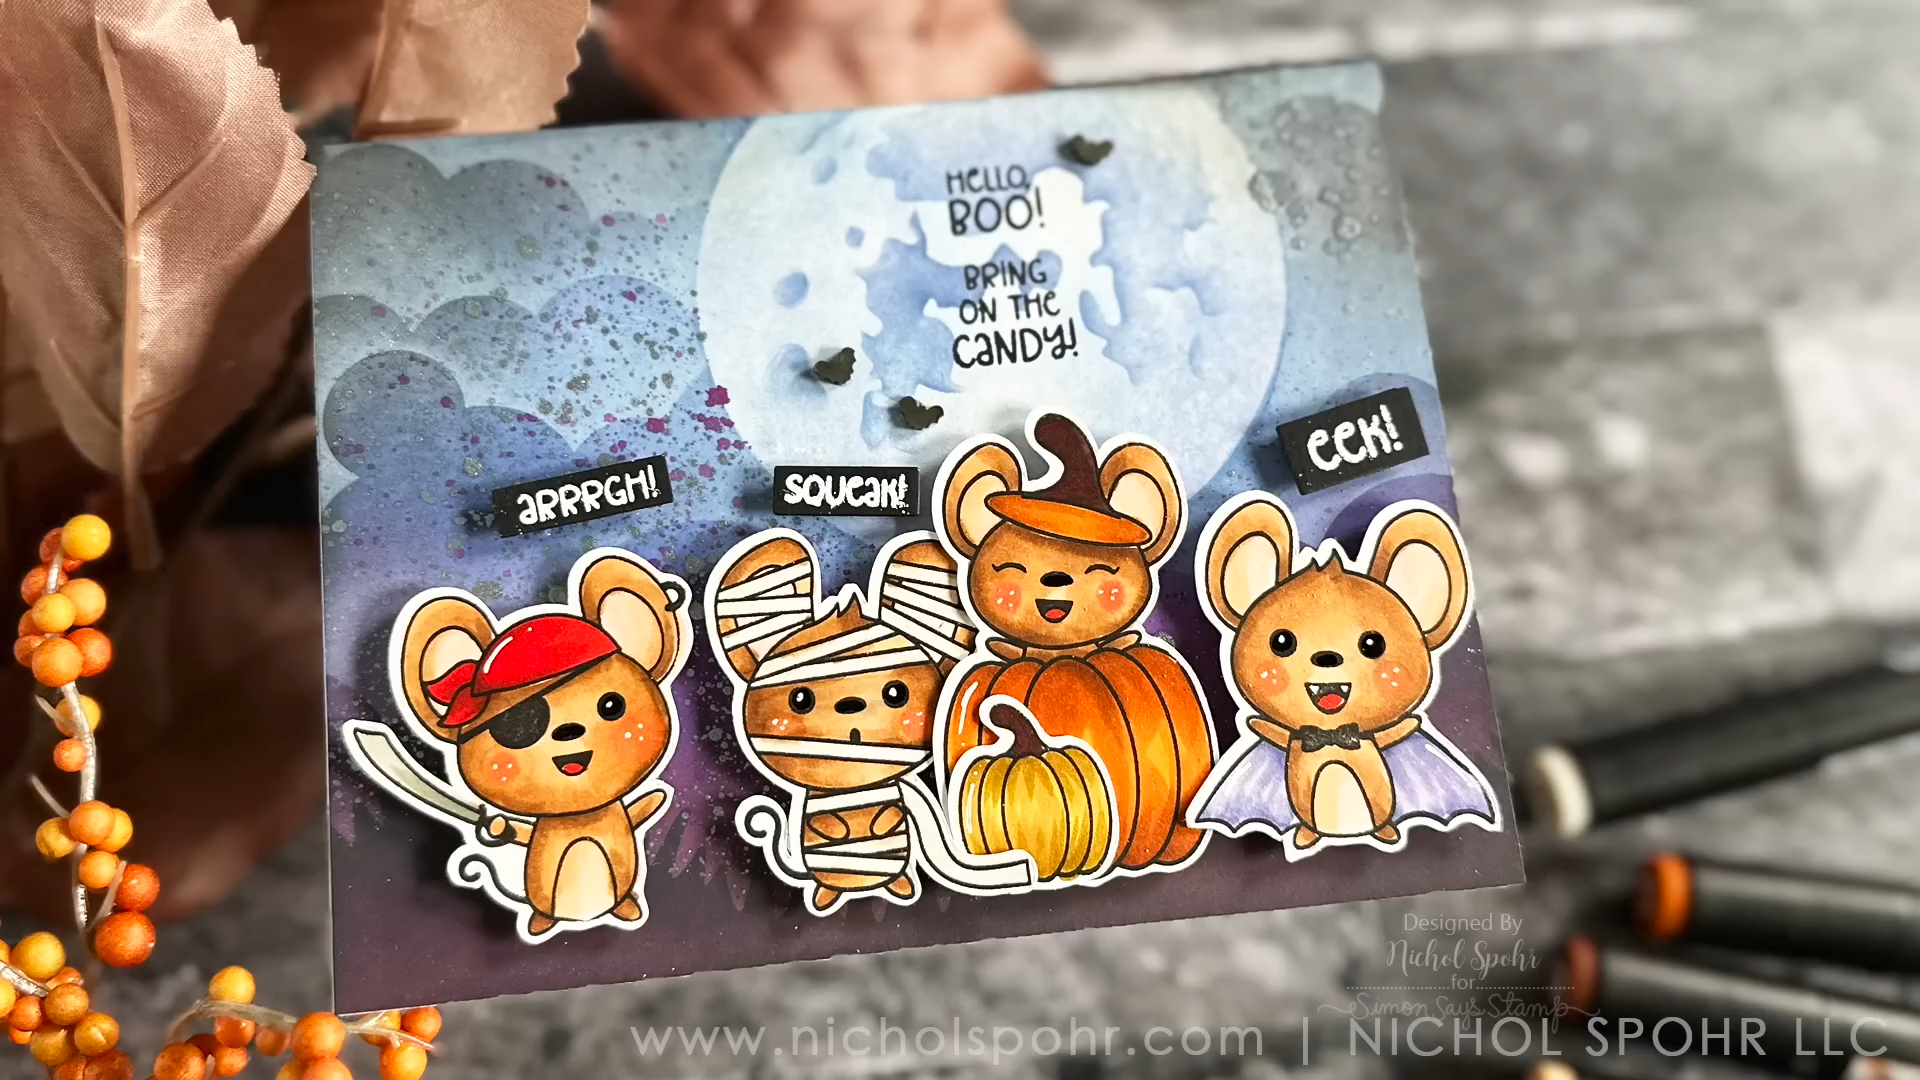 HELLO,
BOO!
BRING
ON THE
CANDY!
ARRRGH!
SQUEAK!
EEK!
Designed By
Nichol Spohr
for
Simon Says Stamp
www.nicholspohr.com | NICHOL SPOHR LLC